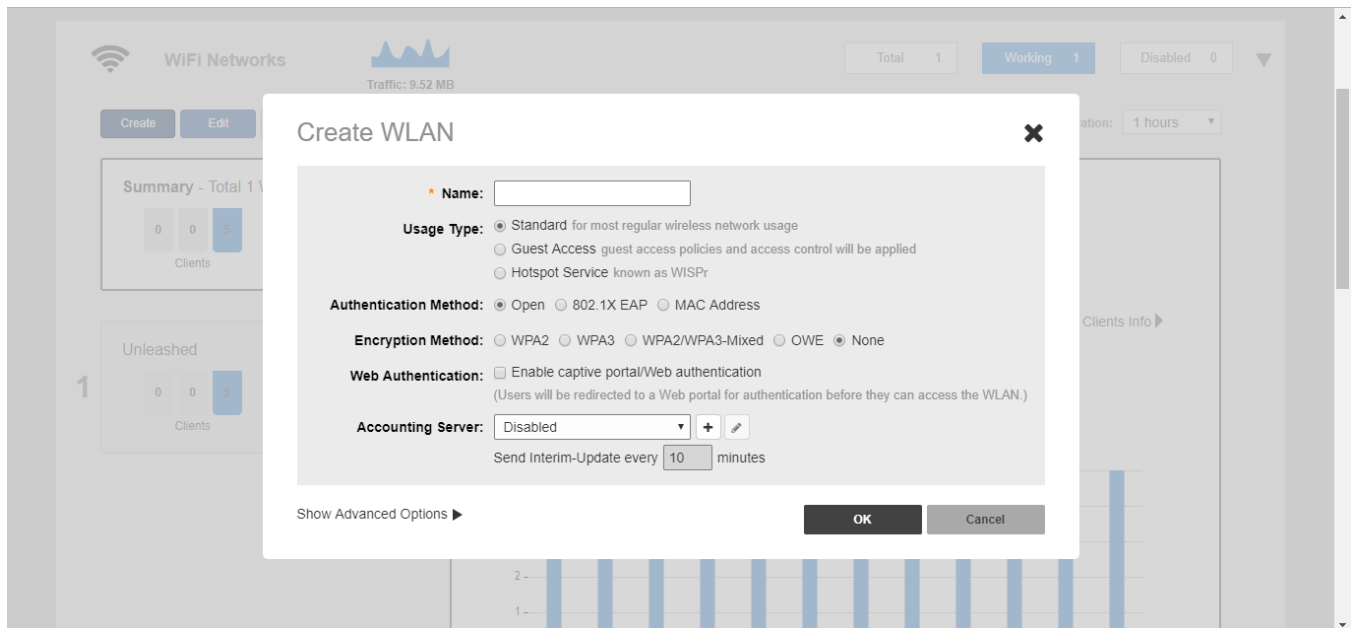 WiFi Networks
Traffic: 9.52 MB
Total 1
Working 1
Disabled 0
Create
Edit
ation: 1 hours
Summary - Total 1
0 0 5
Clients
Unleashed
1
0 0 5
Clients
Clients Info
2
1
Create WLAN
* Name:
Usage Type: Standard for most regular wireless network usage
Guest Access guest access policies and access control will be applied
Hotspot Service known as WISPr
Authentication Method: Open 802.1X EAP MAC Address
Encryption Method: WPA2 WPA3 WPA2/WPA3-Mixed OWE None
Web Authentication: Enable captive portal/Web authentication
(Users will be redirected to a Web portal for authentication before they can access the WLAN.)
Accounting Server: Disabled
Send Interim-Update every 10 minutes
Show Advanced Options
OK
Cancel